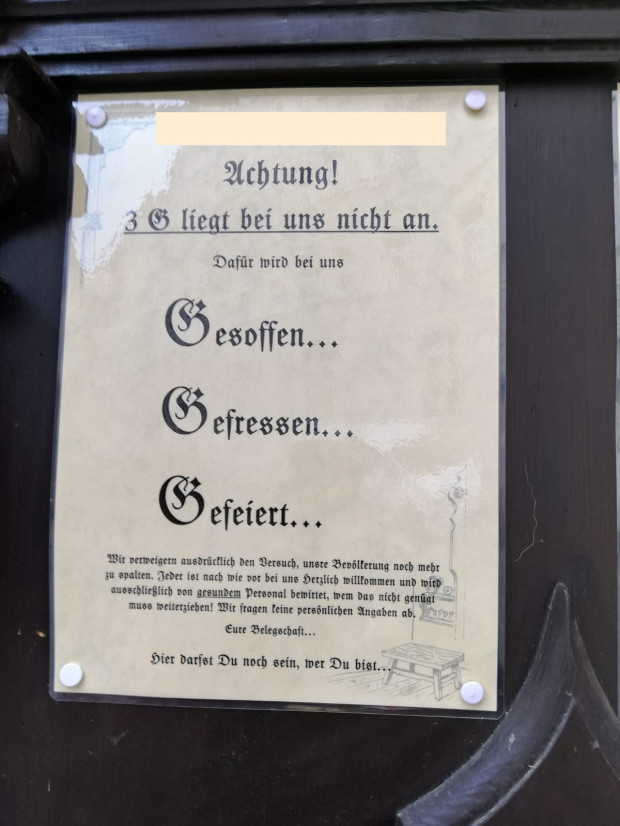 Achtung!
3 G liegt bei uns nicht an.
Dafür wird bei uns
Gesoffen...
Gefressen...
Gefeiert...
Wir verweigern ausdrücklich den Versuch, unsre Bevölkerung noch mehr
zu spalten. Jeder ist nach wie vor bei uns Herzlich willkommen und wird
ausschließlich von gesundem Personal bewirtet, wem das nicht genügt
muss weiterziehen! Wir fragen keine persönlichen Angaben ab.
Eure Belegschaft...
Hier darfst Du noch sein, wer Du bist...